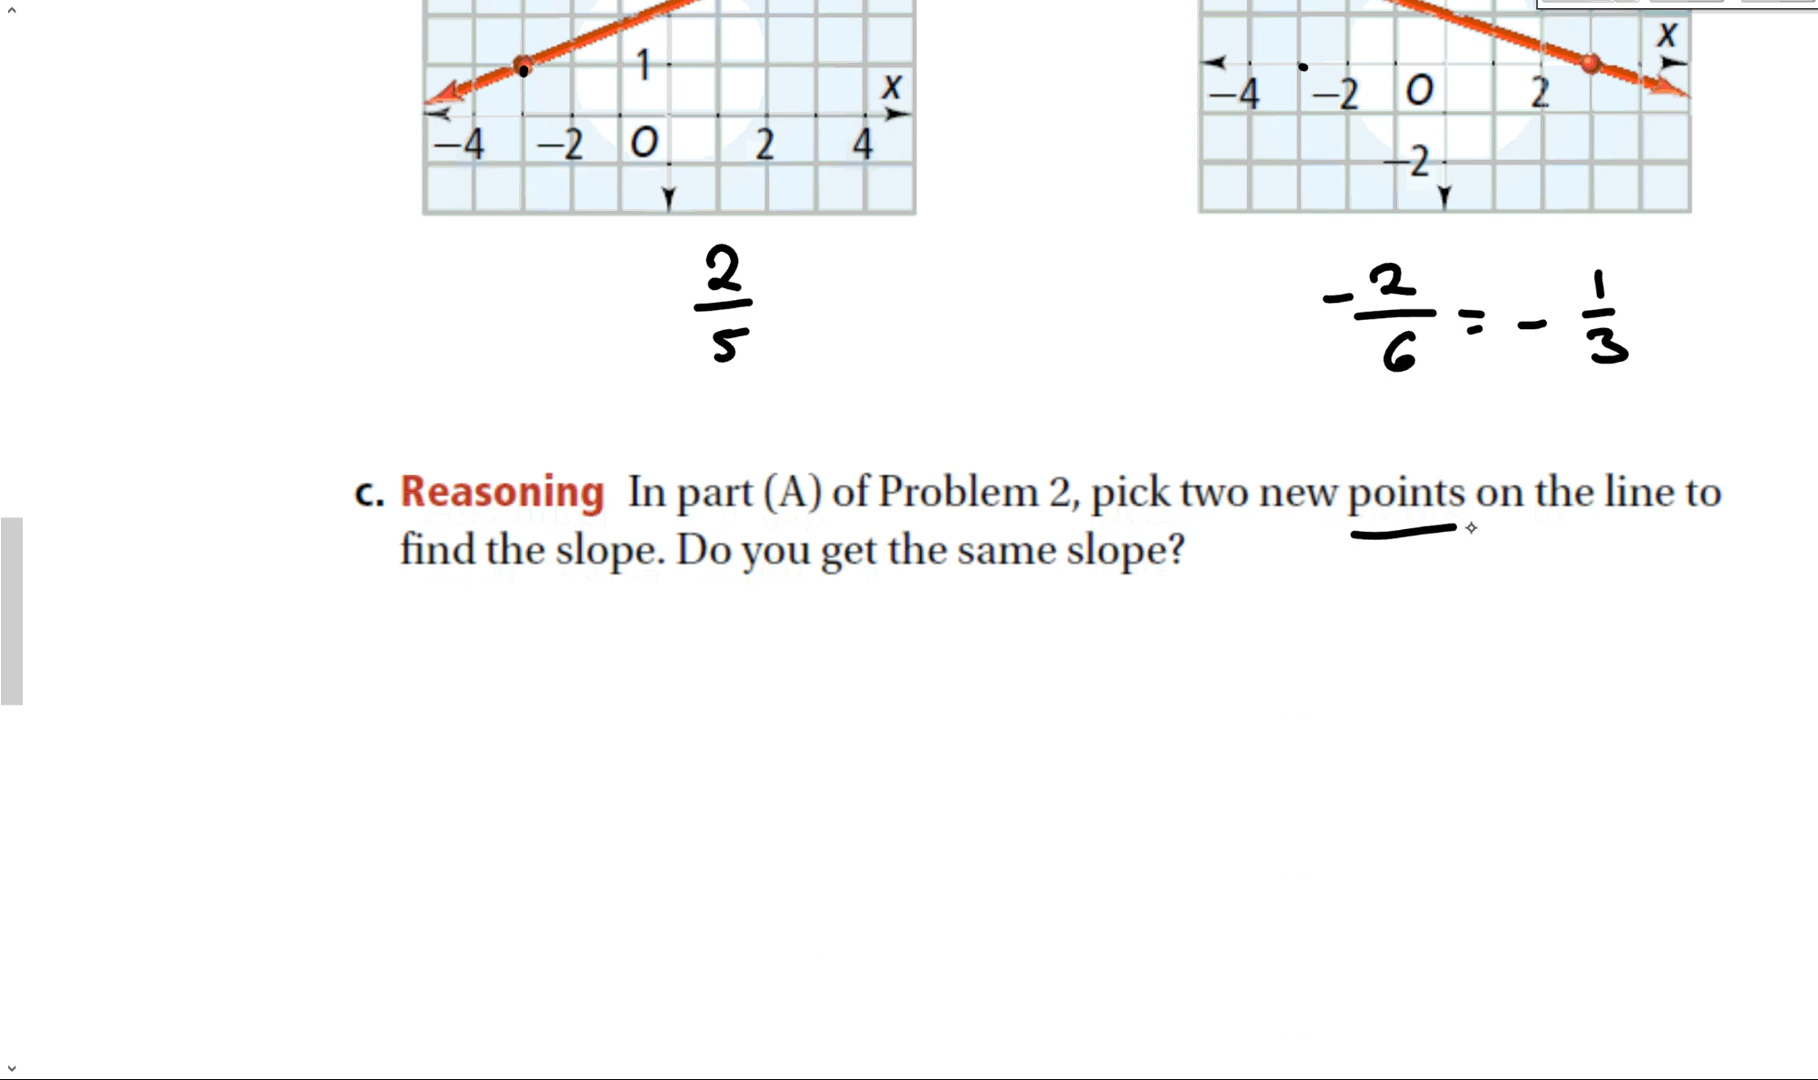 1
x
−4 −2 O 2 4
x
−4 −2 O 2
−2
2/5
-2/6 = - 1/3
c. Reasoning In part (A) of Problem 2, pick two new points on the line to
find the slope. Do you get the same slope?